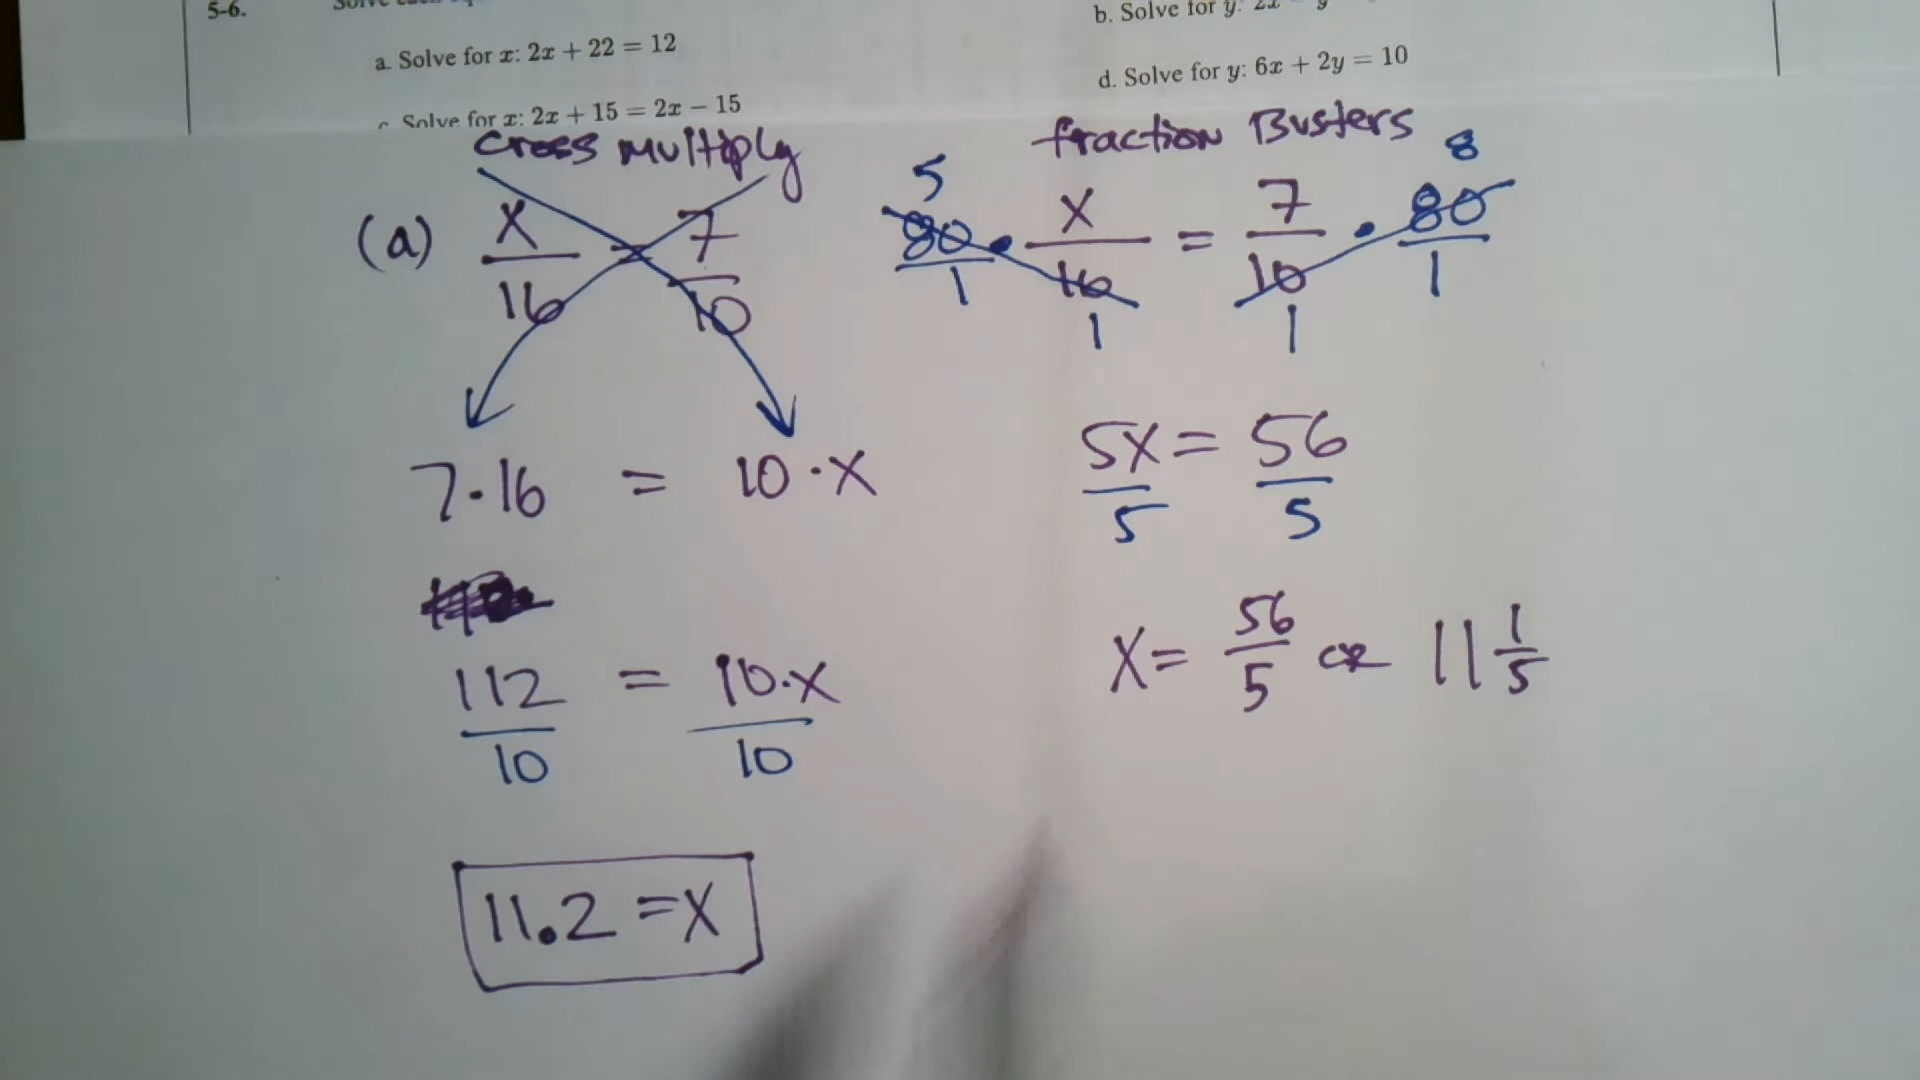 5-6.
a. Solve for x: 2x + 22 = 12
b. Solve for y: 2x
c. Solve for x: 2x + 15 = 2x − 15
d. Solve for y: 6x + 2y = 10
Cross Multiply
(a) x/16 = 7/10
7·16 = 10·x
112/10 = 10·x/10
11.2 = x
fraction Busters
5 8
80/1 · x/16 = 7/10 · 80/1
1 1
5x/5 = 56/5
x = 56/5 or 11 1/5